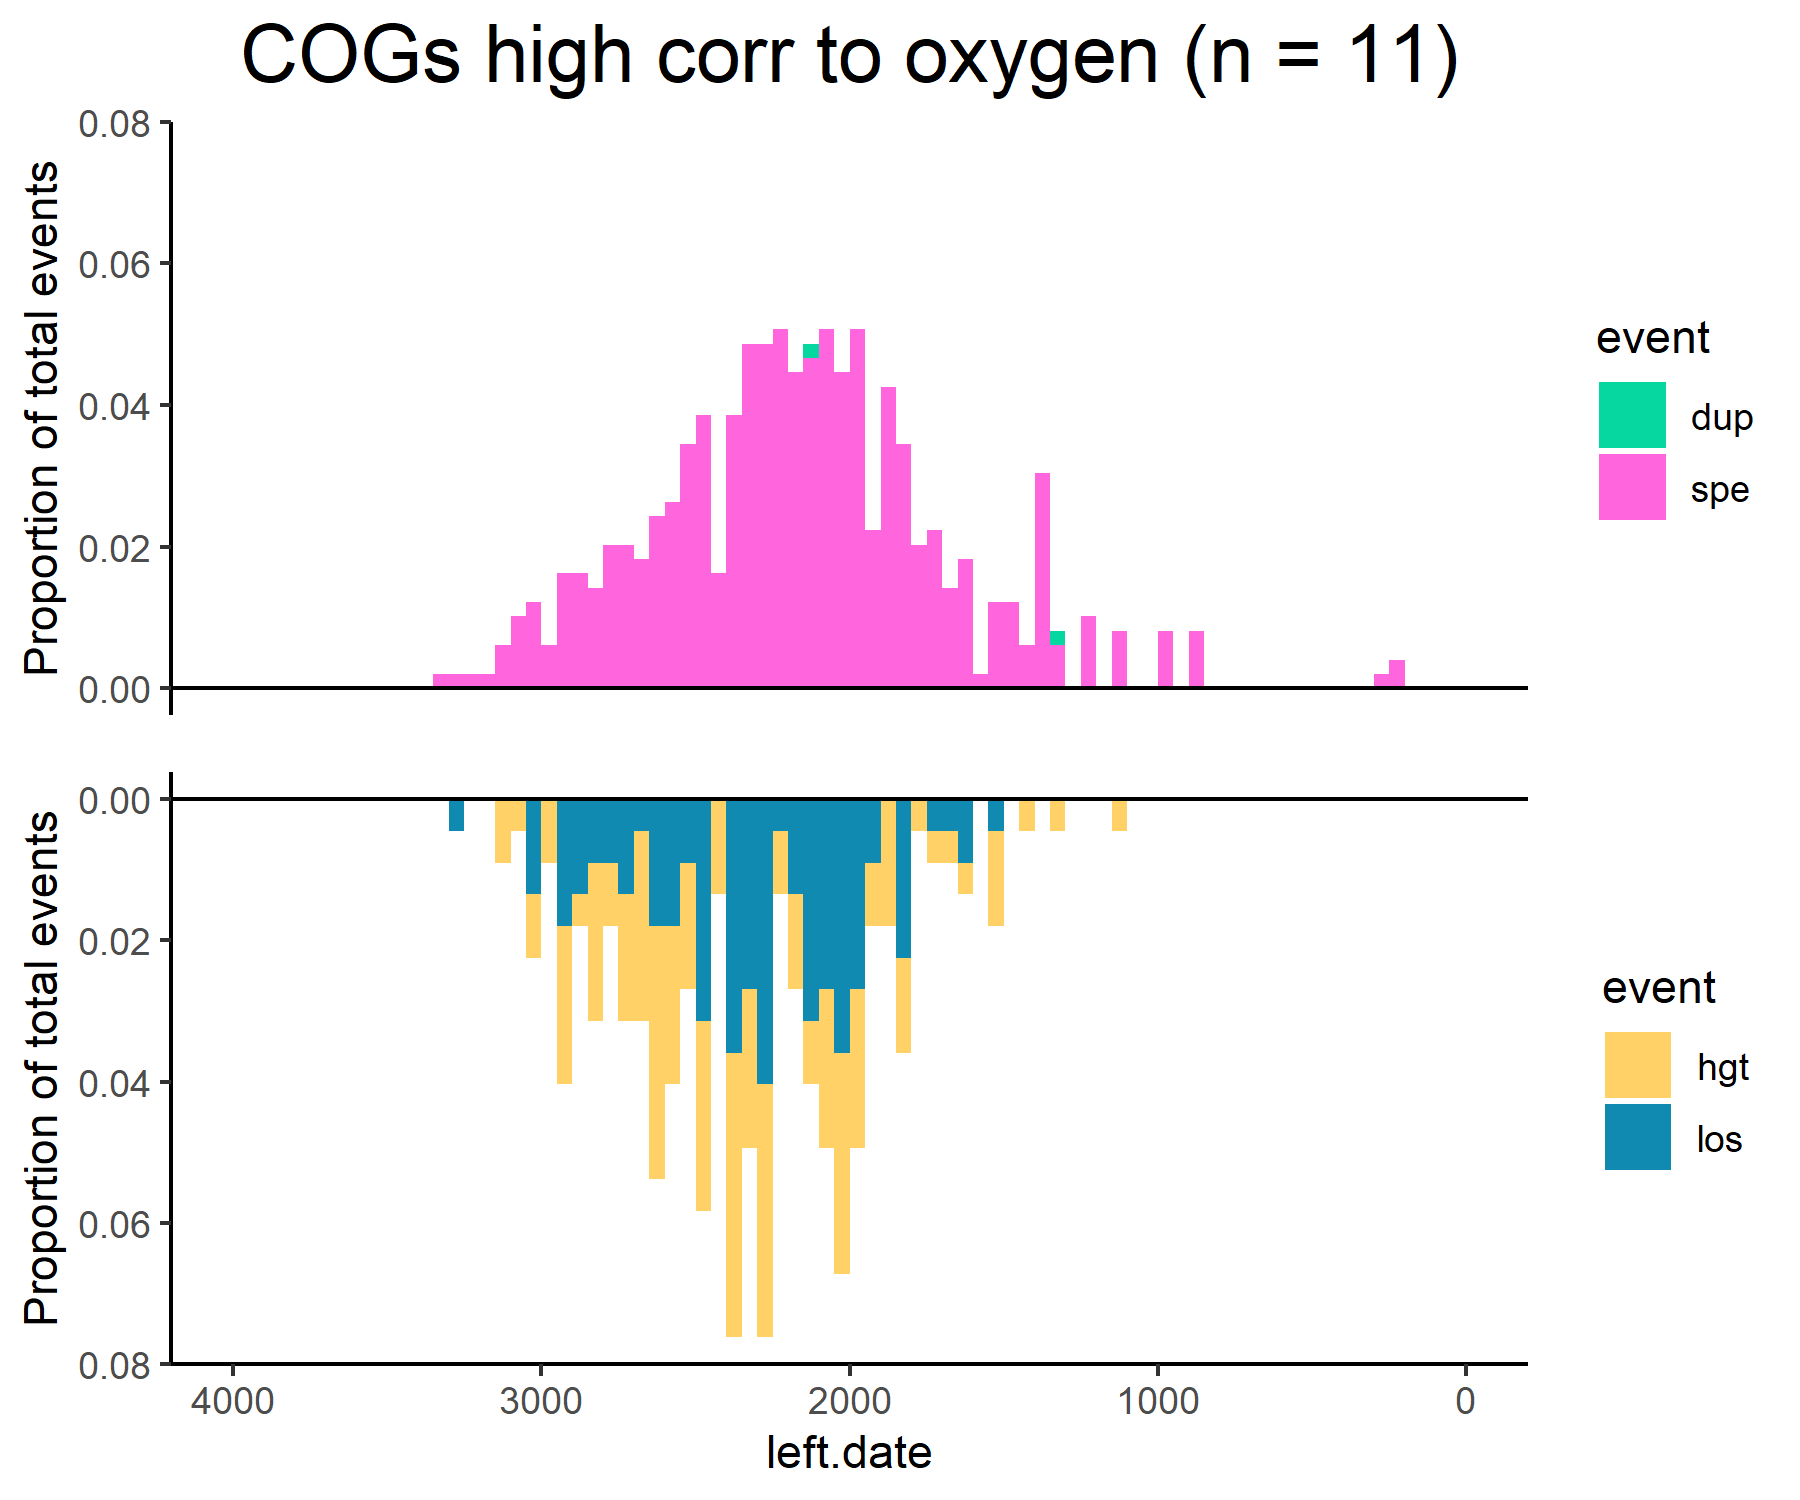 COGs high corr to oxygen (n = 11)
Proportion of total events
0.08
0.06
0.04
0.02
0.00
event
dup
spe
Proportion of total events
0.00
0.02
0.04
0.06
0.08
event
hgt
los
4000 3000 2000 1000 0
left.date